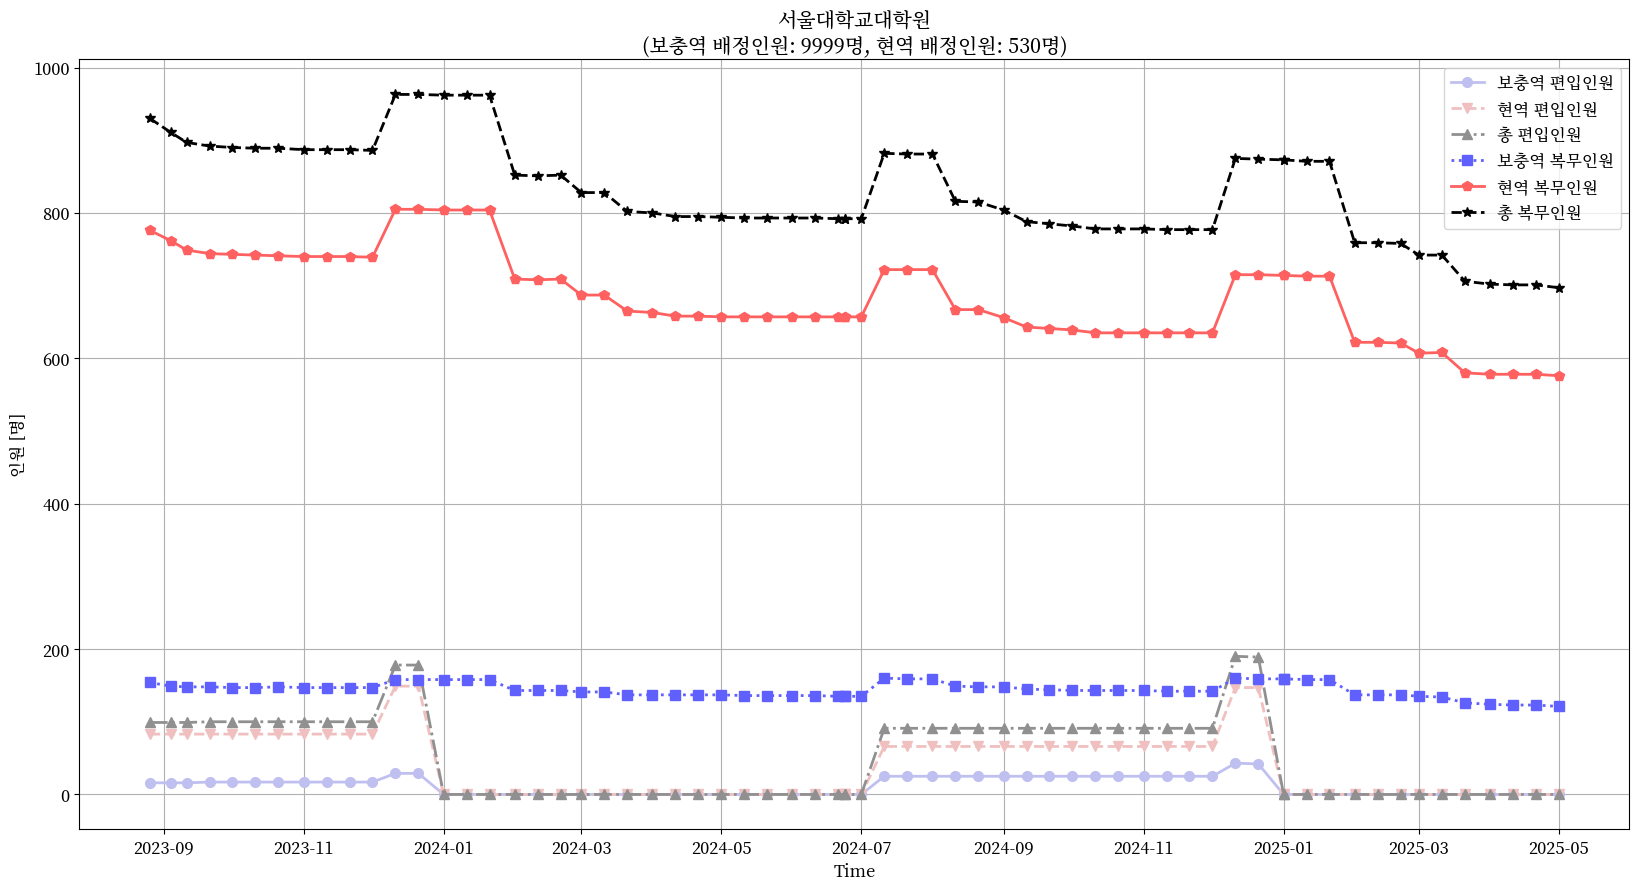 서울대학교대학원
(보충역 배정인원: 9999명, 현역 배정인원: 530명)
1000
800
600
400
200
0
인원 [명]
보충역 편입인원
현역 편입인원
총 편입인원
보충역 복무인원
현역 복무인원
총 복무인원
2023-09 2023-11 2024-01 2024-03 2024-05 2024-07 2024-09 2024-11 2025-01 2025-03 2025-05
Time